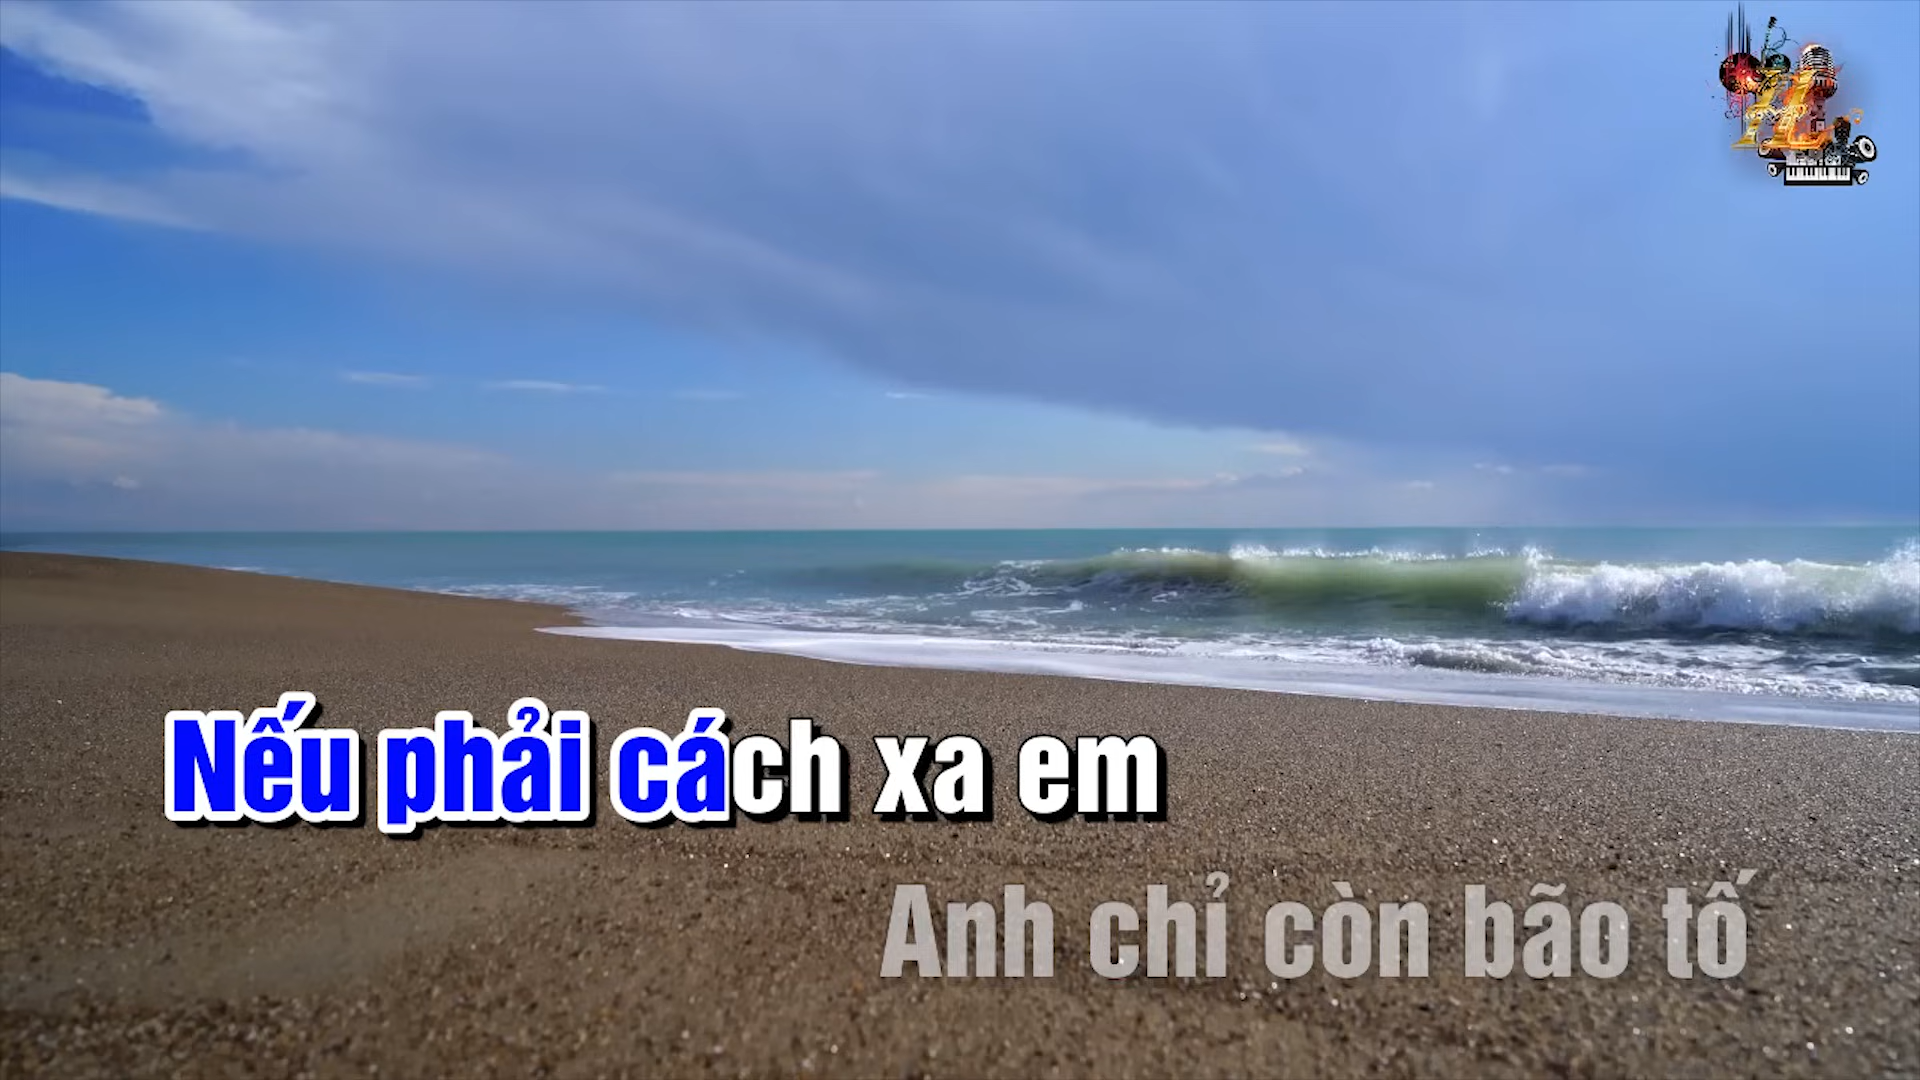 Nếu phải cách xa em
Anh chỉ còn bão tố